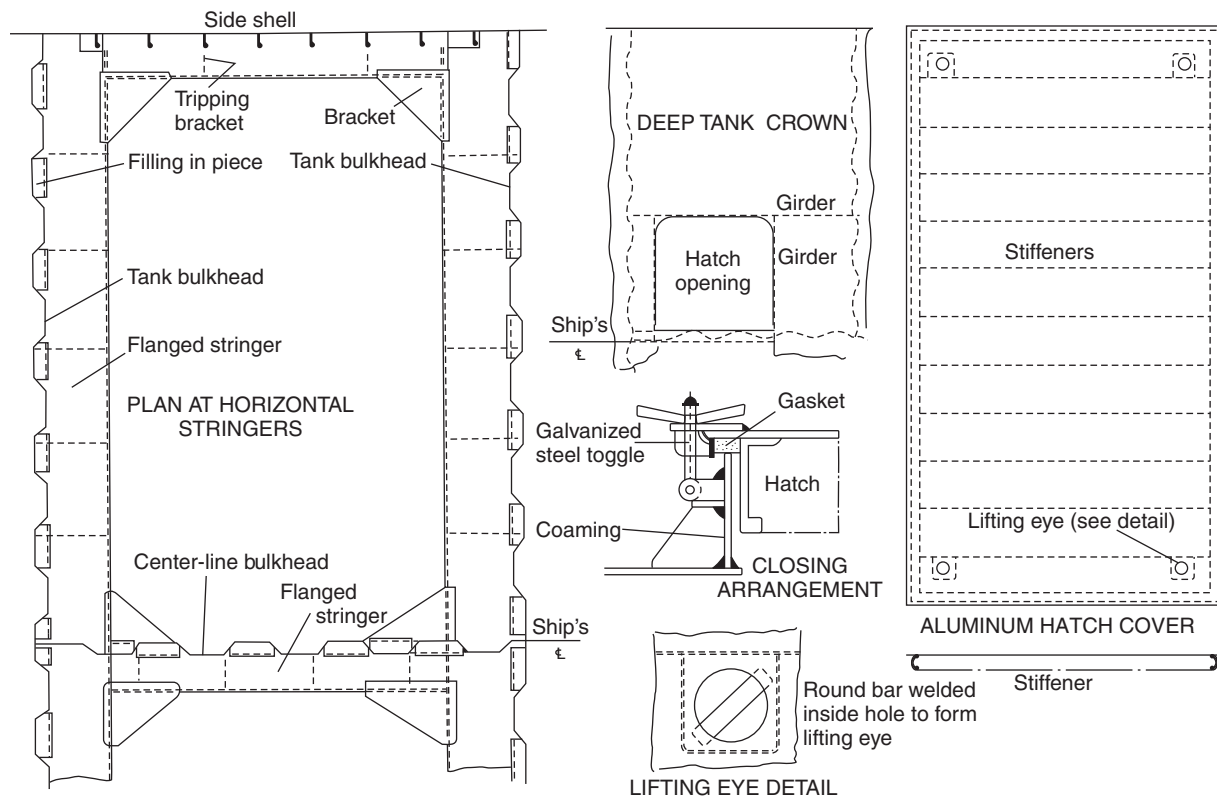 Side shell
Tripping
bracket
Bracket
Filling in piece
Tank bulkhead
Tank bulkhead
Flanged stringer
PLAN AT HORIZONTAL
STRINGERS
Center-line bulkhead
Flanged
stringer
Ship's
℄
DEEP TANK CROWN
Girder
Hatch
opening
Girder
Ship's
℄
Gasket
Galvanized
steel toggle
Hatch
Coaming
CLOSING
ARRANGEMENT
Round bar welded
inside hole to form
lifting eye
LIFTING EYE DETAIL
Stiffeners
Lifting eye (see detail)
ALUMINUM HATCH COVER
Stiffener